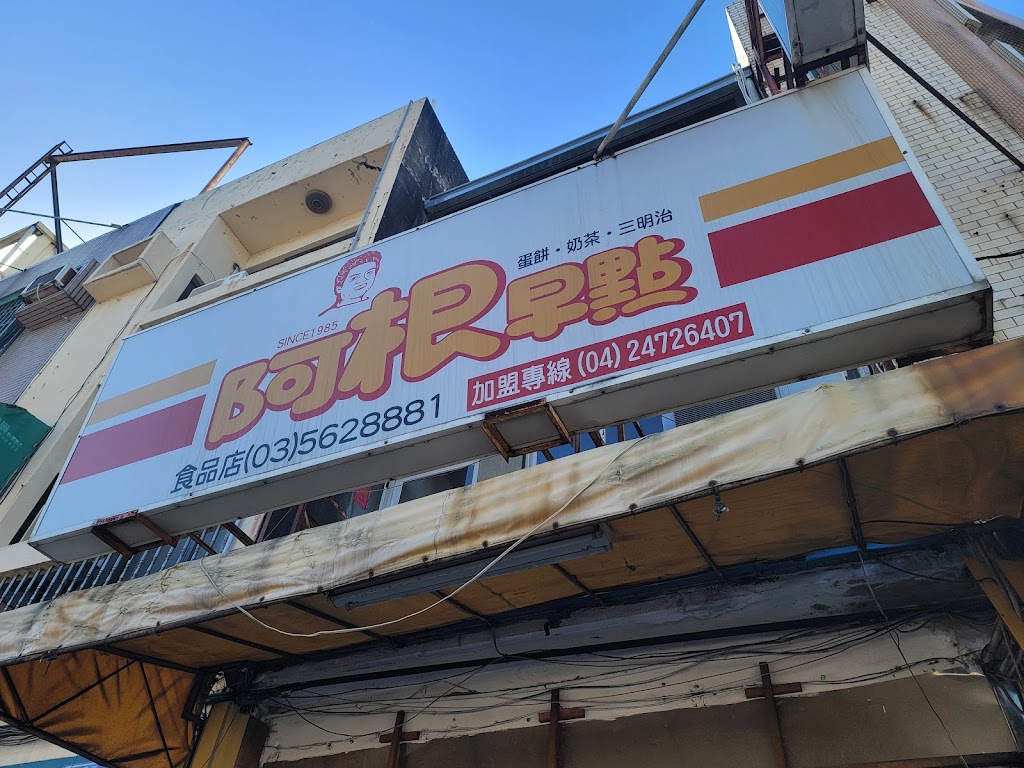 SINCE1985
蛋餅・奶茶・三明治
阿根早點
食品店(03)5628881
加盟專線(04)24726407